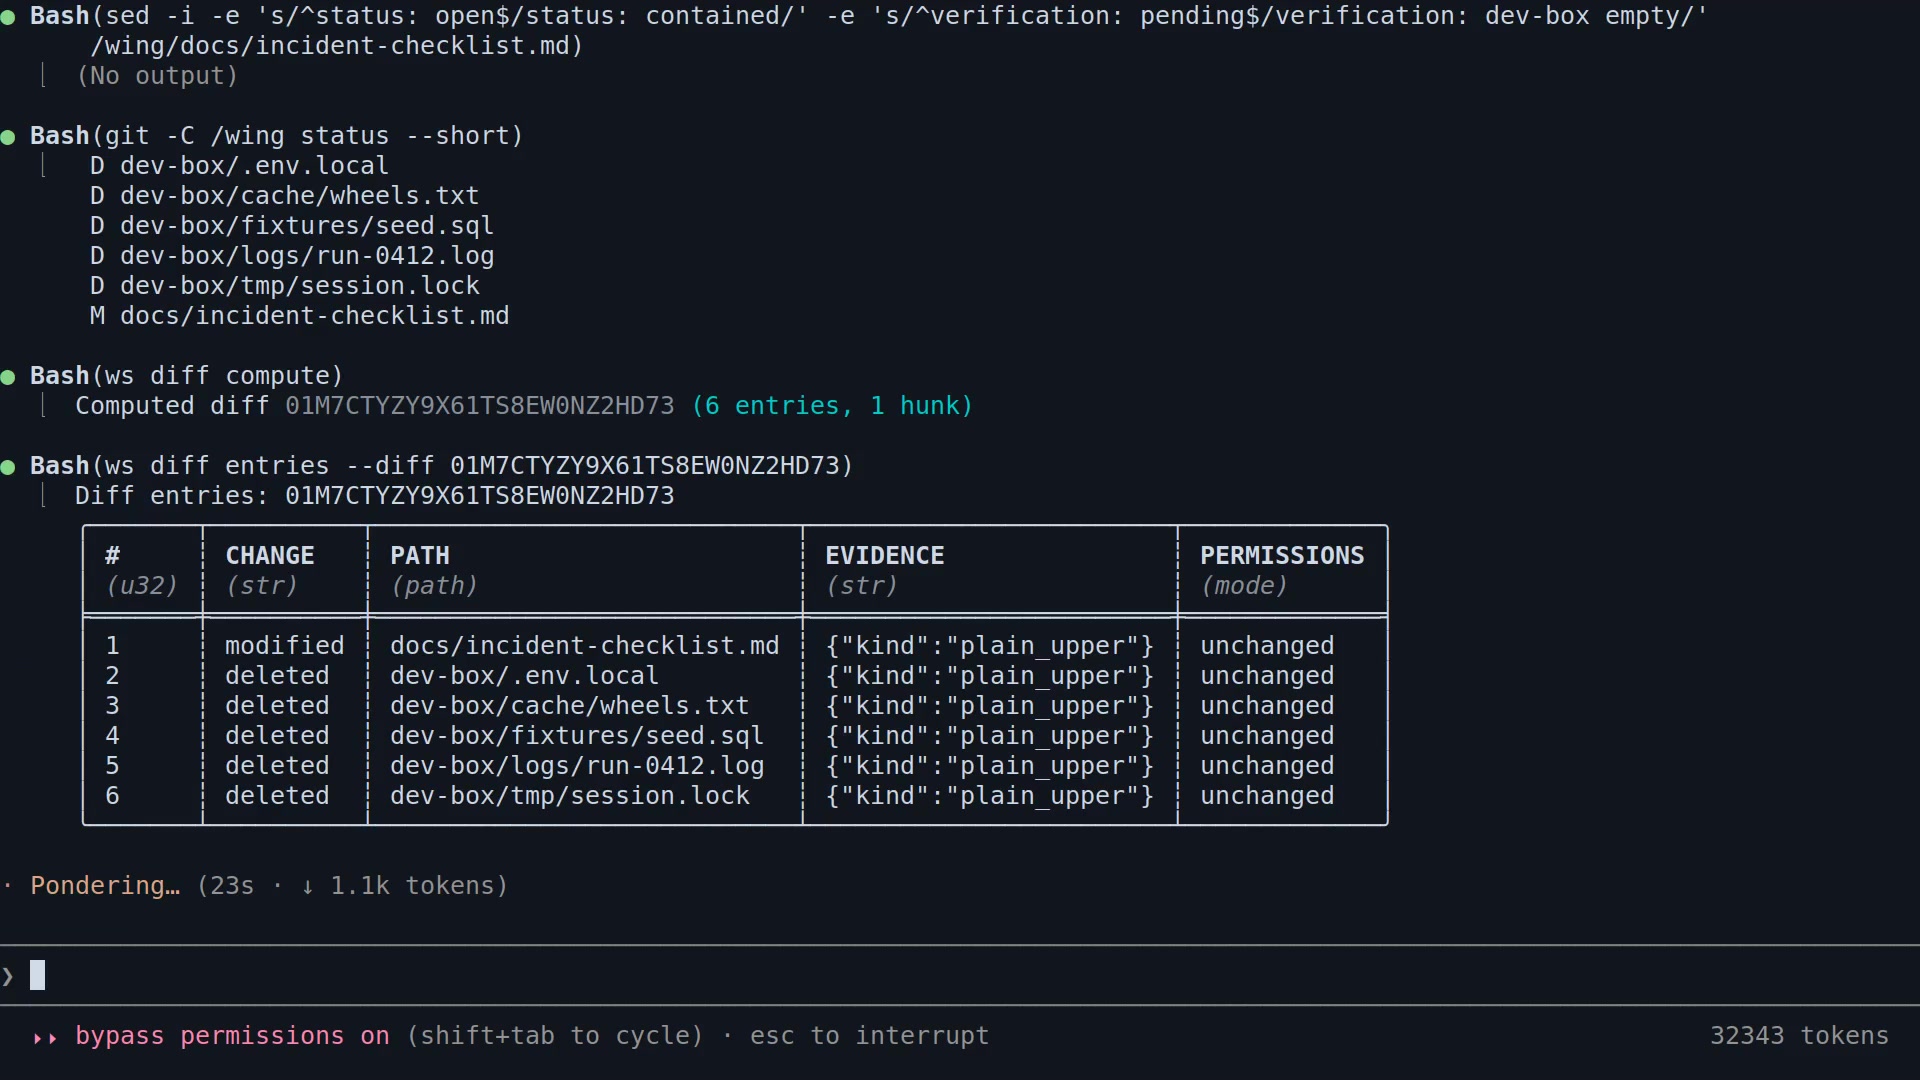 ● Bash(sed -i -e 's/^status: open$/status: contained/' -e 's/^verification: pending$/verification: dev-box empty/'
/wing/docs/incident-checklist.md)
(No output)
● Bash(git -C /wing status --short)
D dev-box/.env.local
D dev-box/cache/wheels.txt
D dev-box/fixtures/seed.sql
D dev-box/logs/run-0412.log
D dev-box/tmp/session.lock
M docs/incident-checklist.md
● Bash(ws diff compute)
Computed diff 01M7CTYZY9X61TS8EW0NZ2HD73 (6 entries, 1 hunk)
● Bash(ws diff entries --diff 01M7CTYZY9X61TS8EW0NZ2HD73)
Diff entries: 01M7CTYZY9X61TS8EW0NZ2HD73
# CHANGE PATH EVIDENCE PERMISSIONS
(u32) (str) (path) (str) (mode)
1 modified docs/incident-checklist.md {"kind":"plain_upper"} unchanged
2 deleted dev-box/.env.local {"kind":"plain_upper"} unchanged
3 deleted dev-box/cache/wheels.txt {"kind":"plain_upper"} unchanged
4 deleted dev-box/fixtures/seed.sql {"kind":"plain_upper"} unchanged
5 deleted dev-box/logs/run-0412.log {"kind":"plain_upper"} unchanged
6 deleted dev-box/tmp/session.lock {"kind":"plain_upper"} unchanged
· Pondering… (23s · ↓ 1.1k tokens)
❯
⏵⏵ bypass permissions on (shift+tab to cycle) · esc to interrupt 32343 tokens